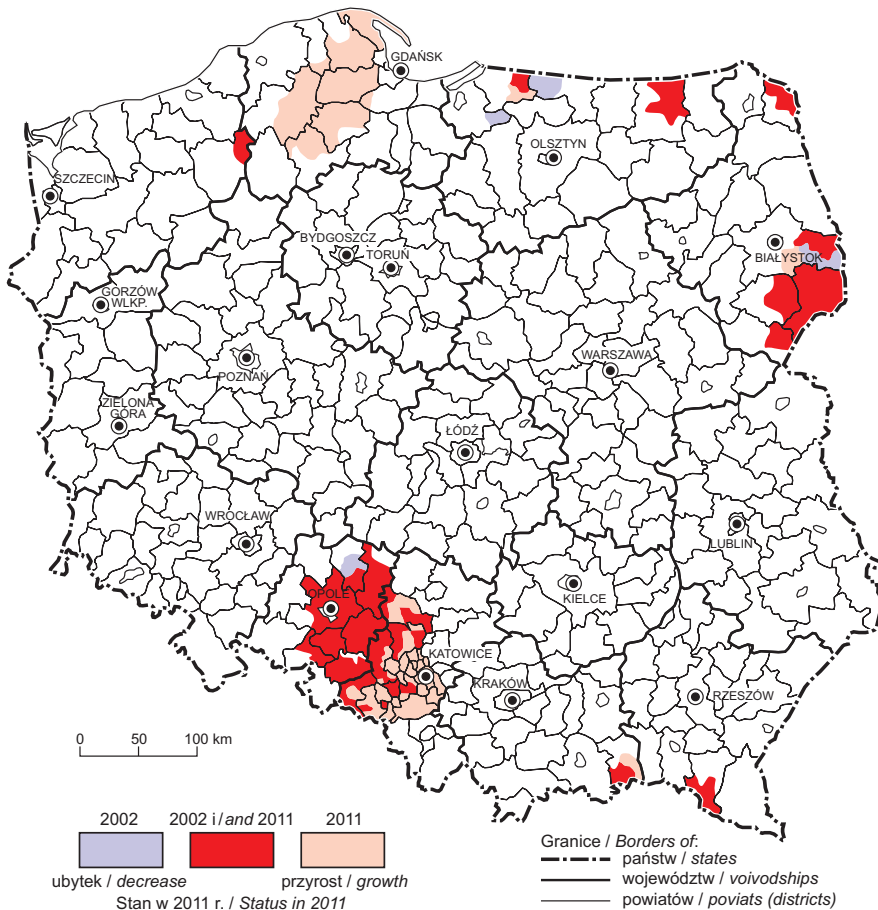 GDAŃSK
OLSZTYN
SZCZECIN
BYDGOSZCZ
TORUŃ
BIAŁYSTOK
GORZÓW
WLKP.
WARSZAWA
POZNAŃ
ZIELONA
GÓRA
ŁÓDŹ
WROCŁAW
LUBLIN
OPOLE
KIELCE
KATOWICE
KRAKÓW
RZESZÓW
0 50 100 km
2002 2002 i/and 2011 2011
ubytek / decrease przyrost / growth
Stan w 2011 r. / Status in 2011
Granice / Borders of:
państw / states
województw / voivodships
powiatów / poviats (districts)